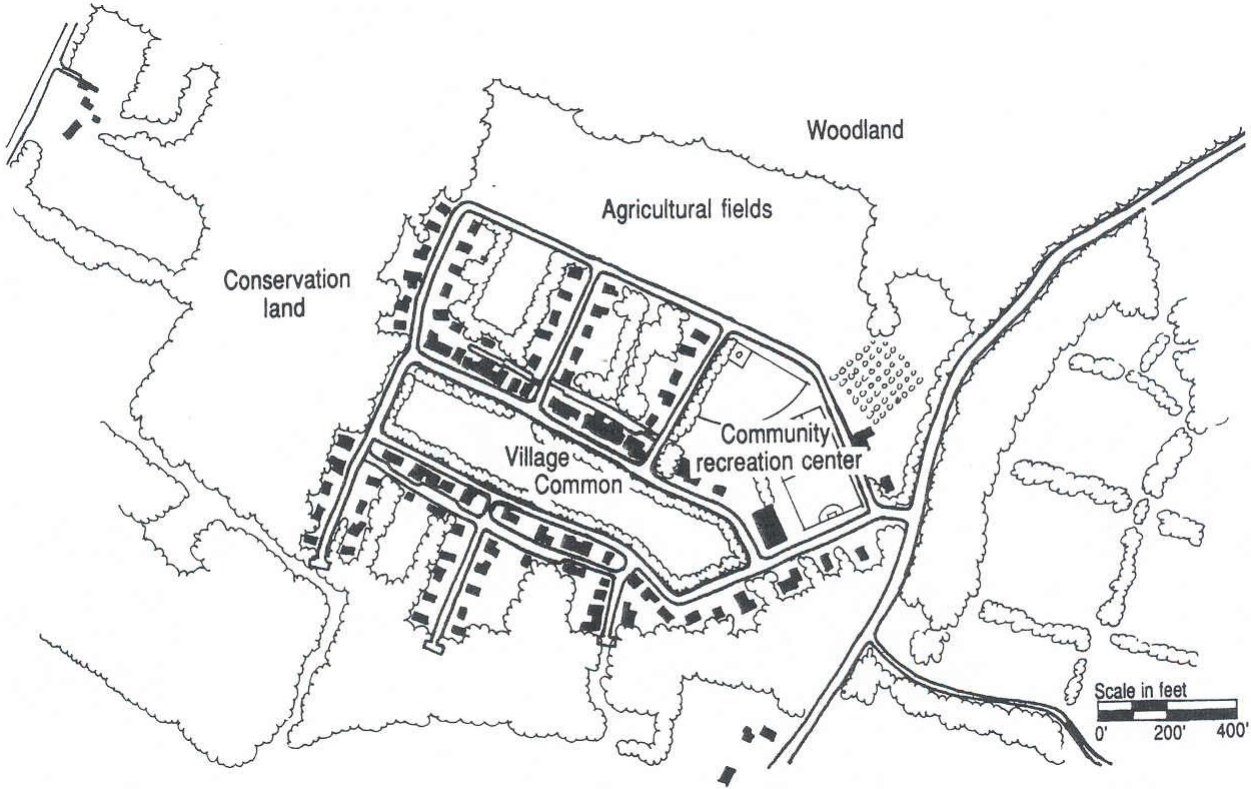 Woodland
Agricultural fields
Conservation
land
Community
recreation center
Village
Common
Scale in feet
0' 200' 400'